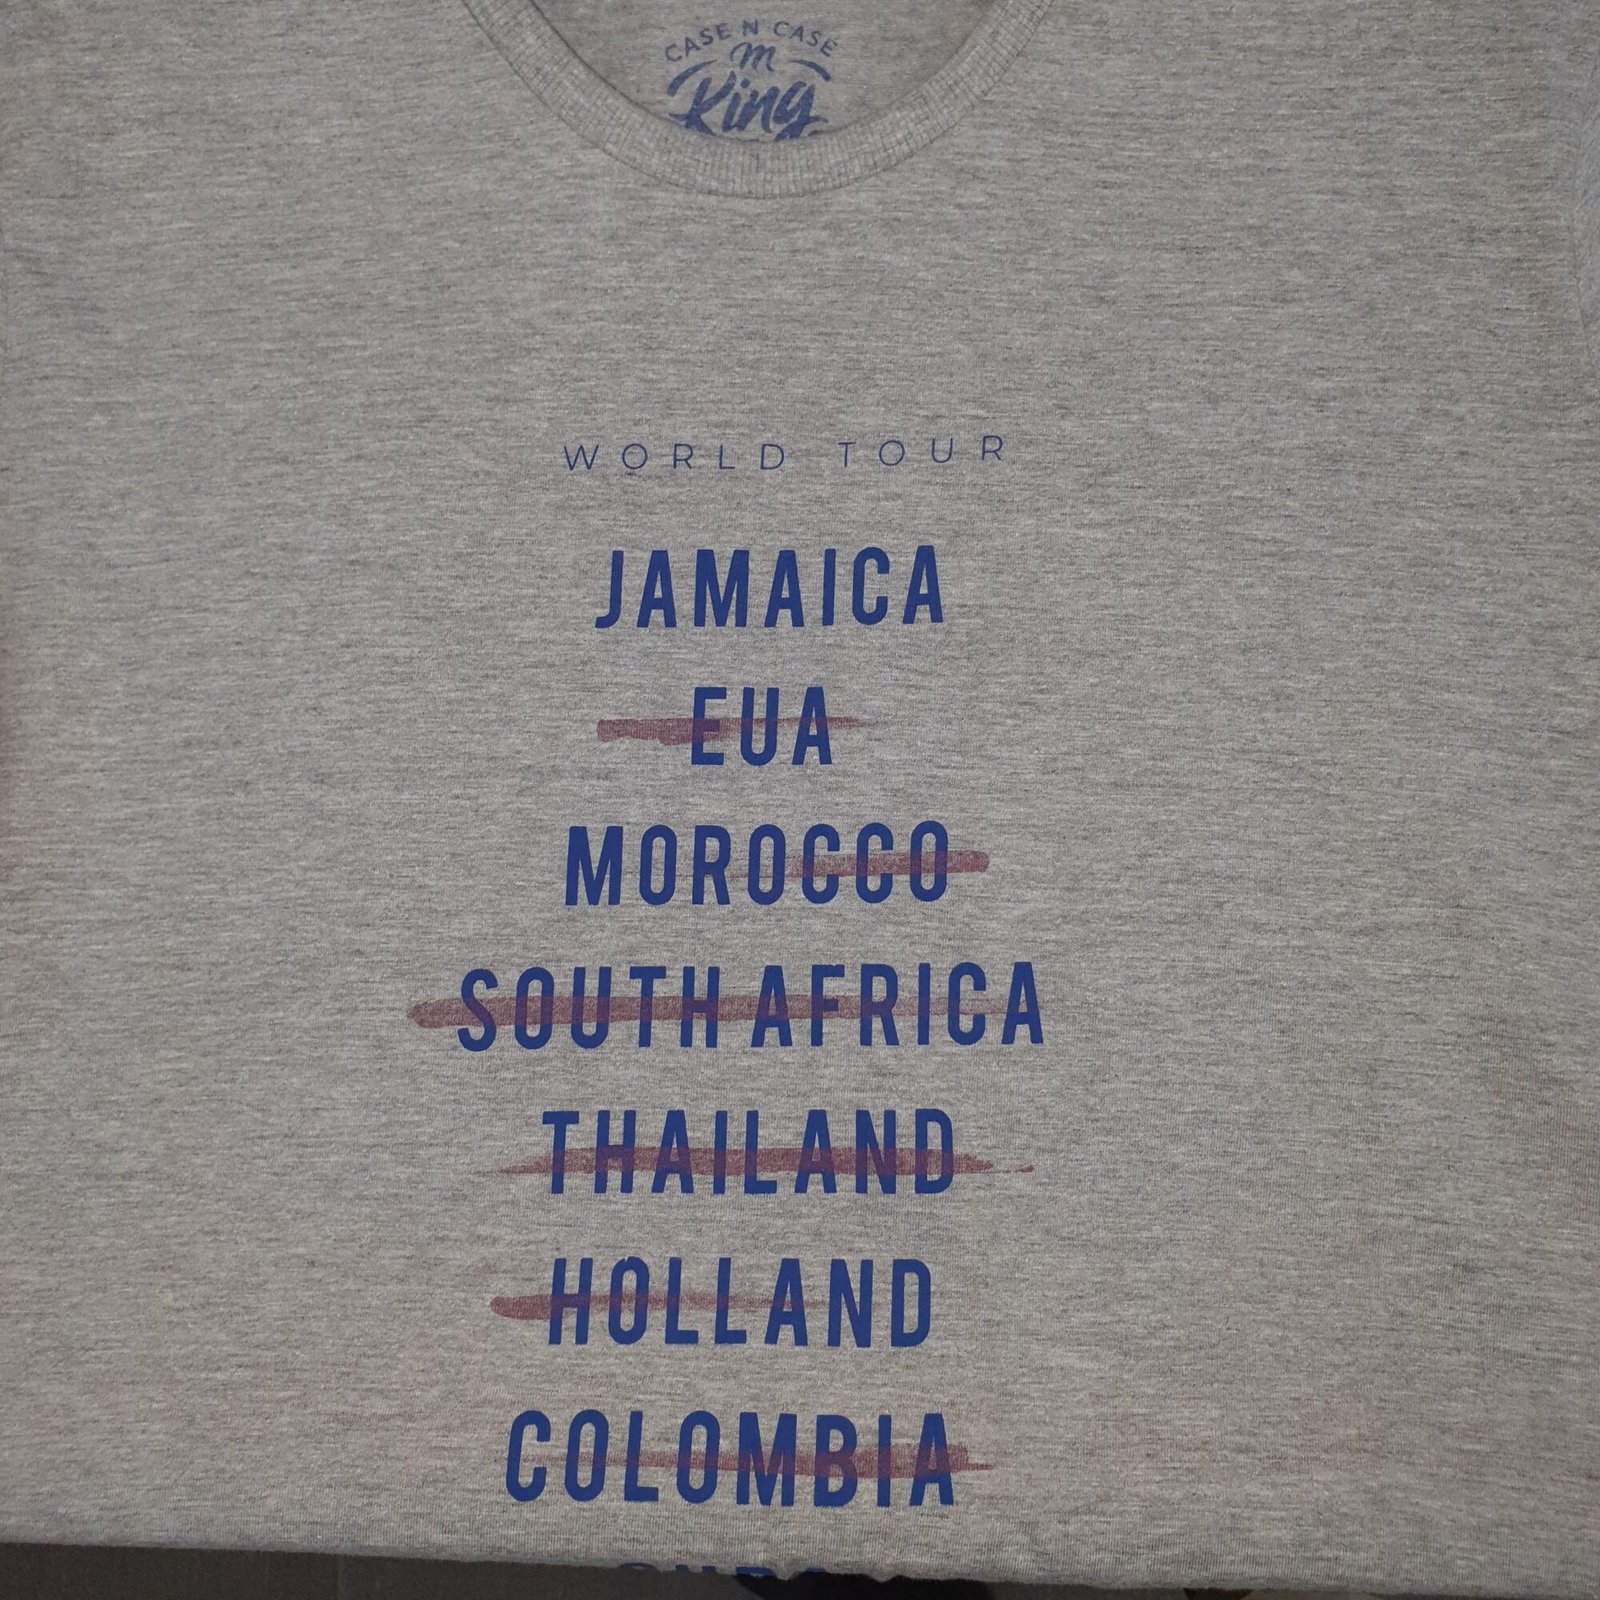 CASE N CASE
m
King
WORLD TOUR
JAMAICA
EUA
MOROCCO
SOUTH AFRICA
THAILAND
HOLLAND
COLOMBIA